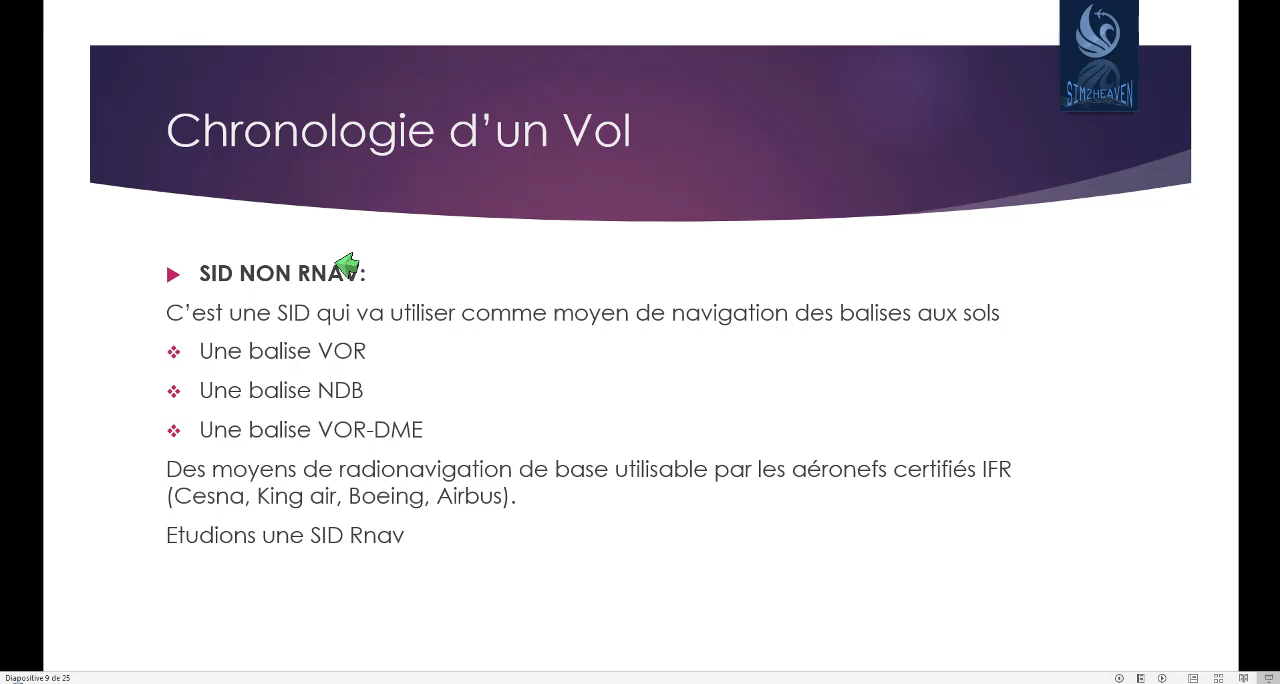 SIM2HEAVEN
Chronologie d’un Vol
SID NON RNAV:
C’est une SID qui va utiliser comme moyen de navigation des balises aux sols
Une balise VOR
Une balise NDB
Une balise VOR-DME
Des moyens de radionavigation de base utilisable par les aéronefs certifiés IFR
(Cesna, King air, Boeing, Airbus).
Etudions une SID Rnav
Diapositive 9 de 25